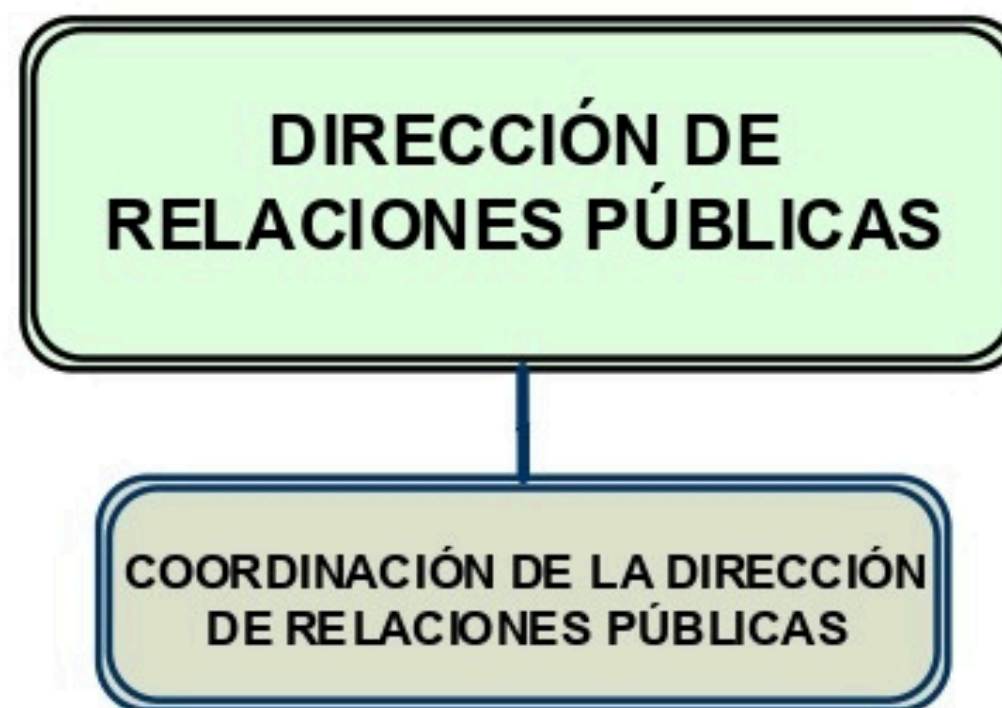 DIRECCIÓN DE
RELACIONES PÚBLICAS
COORDINACIÓN DE LA DIRECCIÓN
DE RELACIONES PÚBLICAS